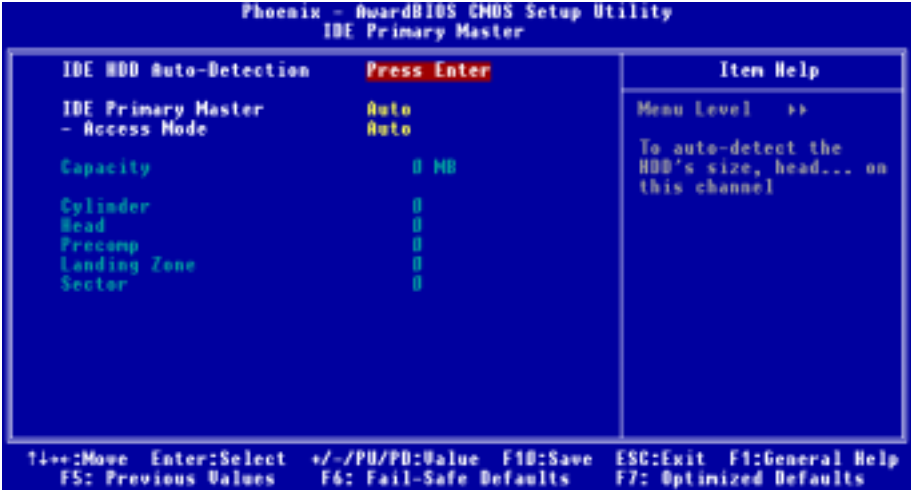 Phoenix - AwardBIOS CMOS Setup Utility
IDE Primary Master
IDE HDD Auto-Detection Press Enter
Item Help
IDE Primary Master Auto
- Access Mode Auto
Menu Level ▸▸
To auto-detect the
HDD's size, head... on
this channel
Capacity 0 MB
Cylinder 0
Head 0
Precomp 0
Landing Zone 0
Sector 0
↑↓→←:Move Enter:Select +/-/PU/PD:Value F10:Save ESC:Exit F1:General Help
F5: Previous Values F6: Fail-Safe Defaults F7: Optimized Defaults